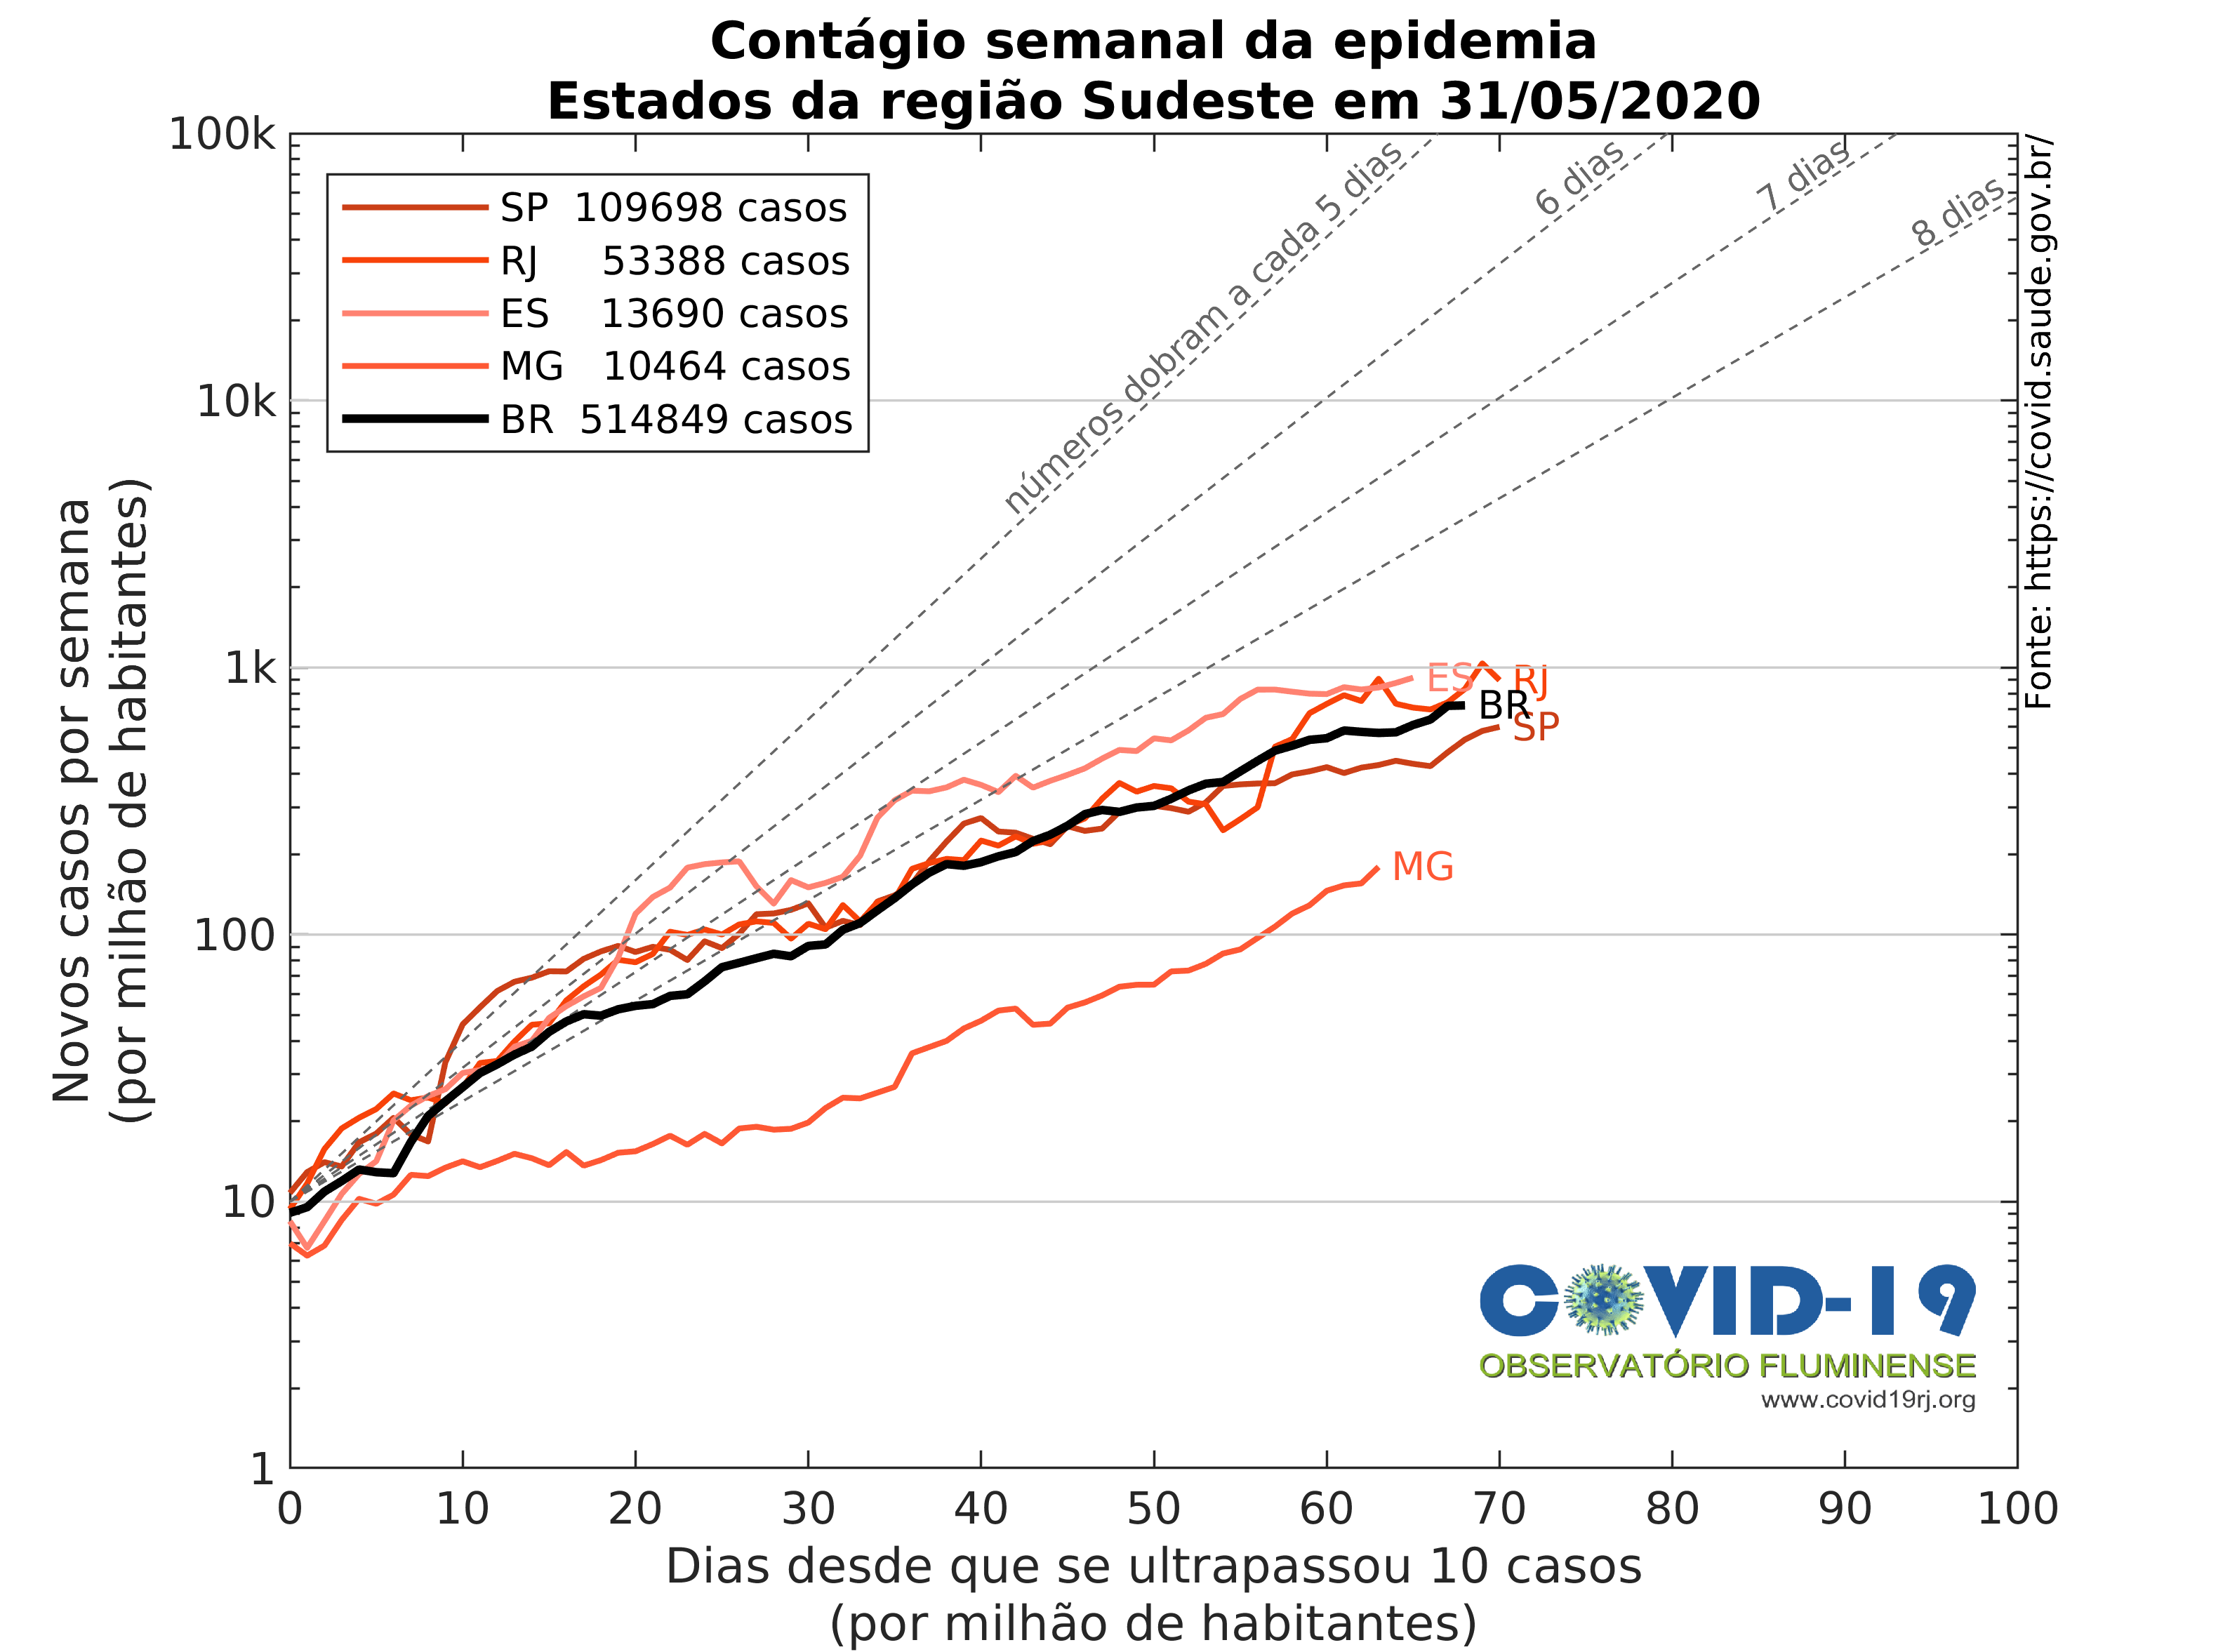 Contágio semanal da epidemia
Estados da região Sudeste em 31/05/2020
100k
10k
1k
100
10
1
Novos casos por semana
(por milhão de habitantes)
SP 109698 casos
RJ 53388 casos
ES 13690 casos
MG 10464 casos
BR 514849 casos
números dobram a cada 5 dias
6 dias
7 dias
8 dias
Fonte: https://covid.saude.gov.br/
ES
RJ
BR
SP
MG
COVID-19
OBSERVATÓRIO FLUMINENSE
www.covid19rj.org
0 10 20 30 40 50 60 70 80 90 100
Dias desde que se ultrapassou 10 casos
(por milhão de habitantes)